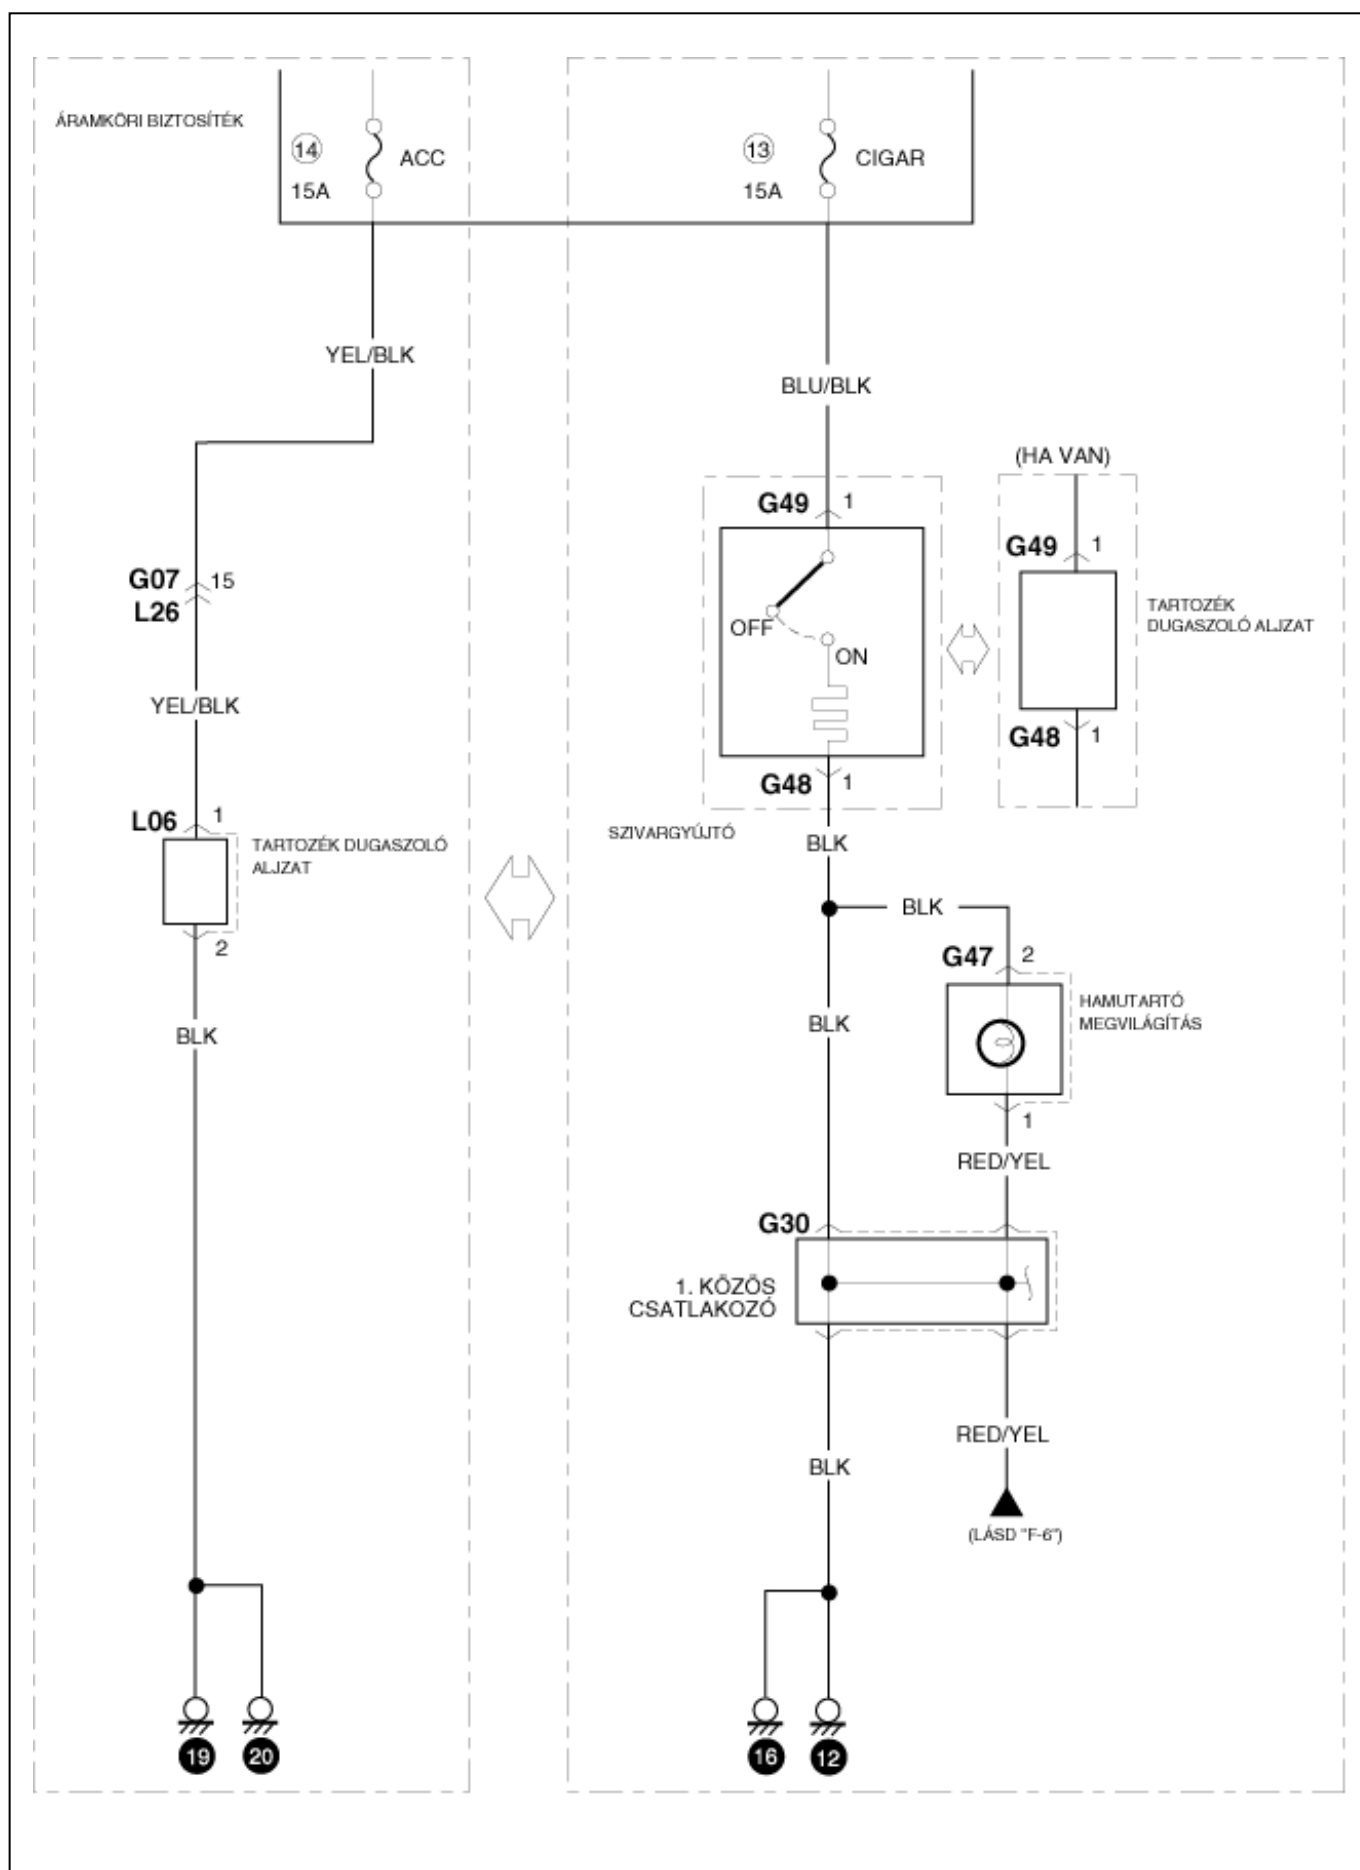 ÁRAMKÖRI BIZTOSÍTÉK
14
ACC
15A
13
CIGAR
15A
YEL/BLK
BLU/BLK
(HA VAN)
G49 1
G49 1
G07 15
L26
OFF
ON
TARTOZÉK
DUGASZOLÓ ALJZAT
YEL/BLK
G48 1
G48 1
L06 1
SZIVARGYÚJTÓ
TARTOZÉK DUGASZOLÓ
ALJZAT
BLK
2
BLK
G47 2
HAMUTARTÓ
MEGVILÁGÍTÁS
BLK
BLK
1
RED/YEL
G30
1. KÖZÖS
CSATLAKOZÓ
RED/YEL
BLK
(LÁSD "F-6")
19
20
16
12